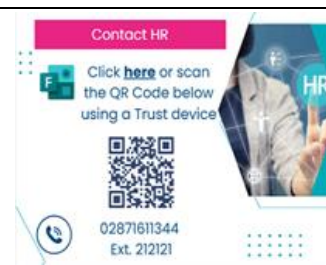 Contact HR
Click here or scan
the QR Code below
using a Trust device
HR
02871611344
Ext. 212121